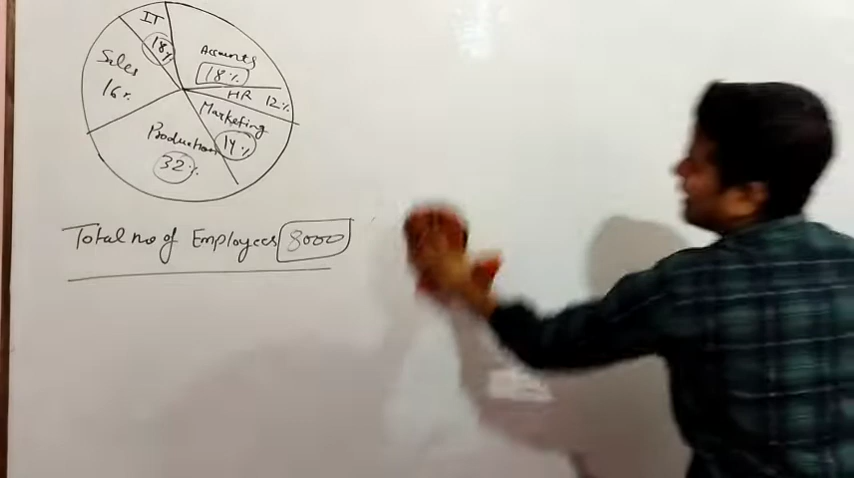 IT
18%
Accounts
18%
Sales
16%
HR 12%
Marketing
14%
Production
32%
Total no of Employees 8000